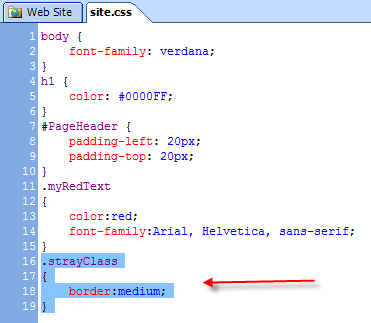 Web Site site.css
1 body {
2     font-family: verdana;
3 }
4 h1 {
5     color: #0000FF;
6 }
7 #PageHeader {
8     padding-left: 20px;
9     padding-top: 20px;
10 }
11 .myRedText
12 {
13     color:red;
14     font-family:Arial, Helvetica, sans-serif;
15 }
16 .strayClass
17 {
18     border:medium;
19 }